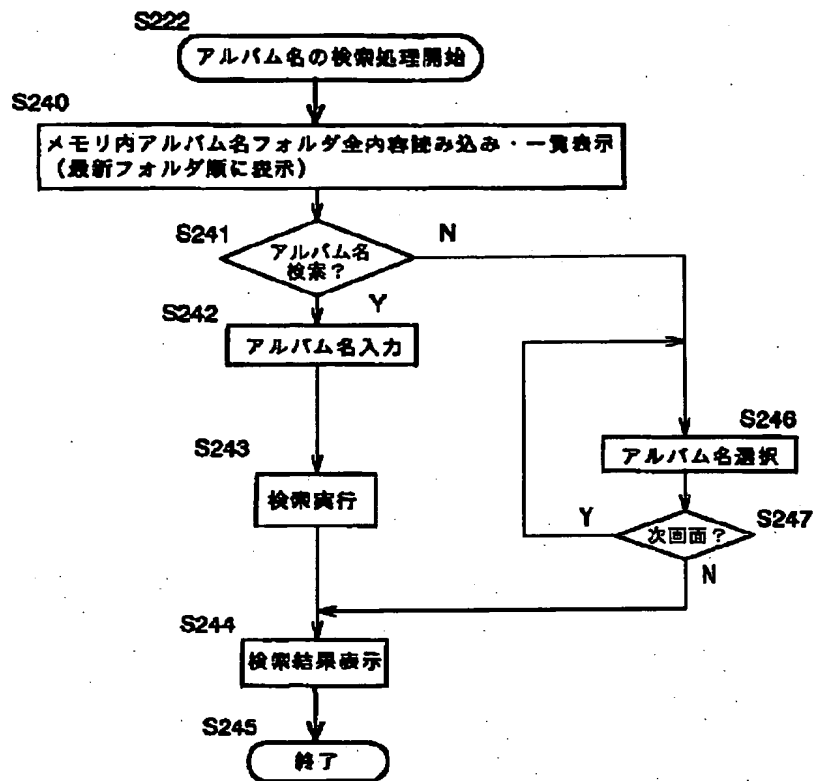 S222
アルバム名の検索処理開始
S240
メモリ内アルバム名フォルダ全内容読み込み・一覧表示
(最新フォルダ順に表示)
S241
アルバム名
検索?
N
Y
S242
アルバム名入力
S243
検索実行
S246
アルバム名選択
S247
次画面?
Y
N
S244
検索結果表示
S245
終了